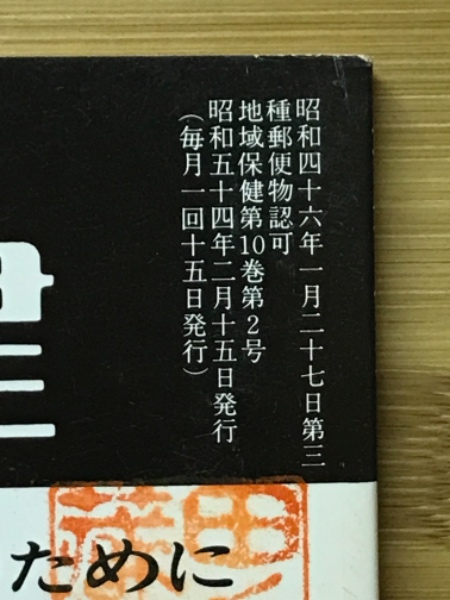 昭和四十六年一月二十七日第三
種郵便物認可
地域保健第10巻第2号
昭和五十四年二月十五日発行
(毎月一回十五日発行)
ために